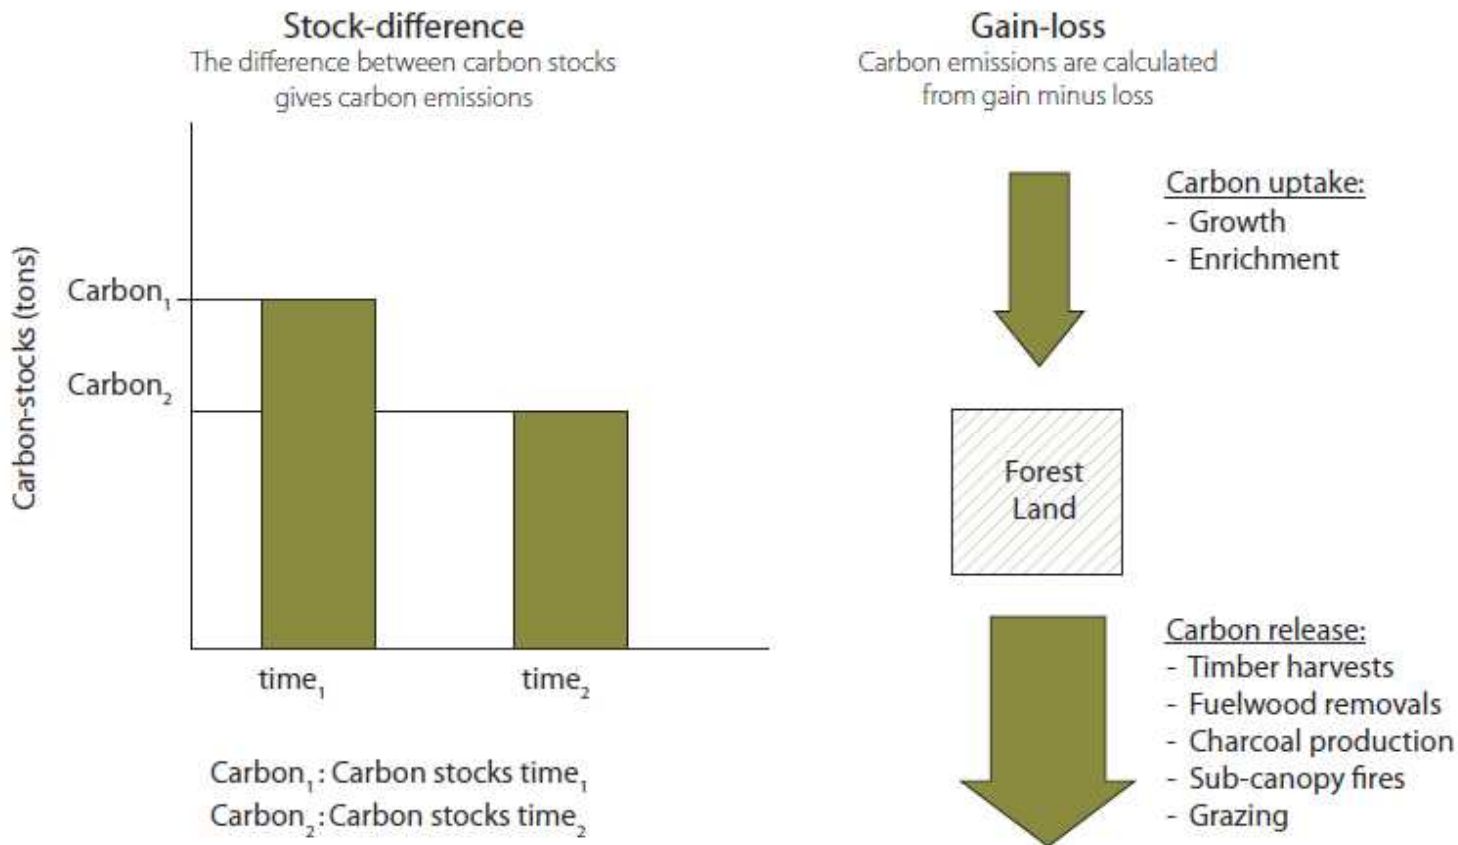 Stock-difference
The difference between carbon stocks
gives carbon emissions
Carbon-stocks (tons)
Carbon₁
Carbon₂
time₁
time₂
Carbon₁: Carbon stocks time₁
Carbon₂: Carbon stocks time₂
Gain-loss
Carbon emissions are calculated
from gain minus loss
Carbon uptake:
- Growth
- Enrichment
Forest
Land
Carbon release:
- Timber harvests
- Fuelwood removals
- Charcoal production
- Sub-canopy fires
- Grazing